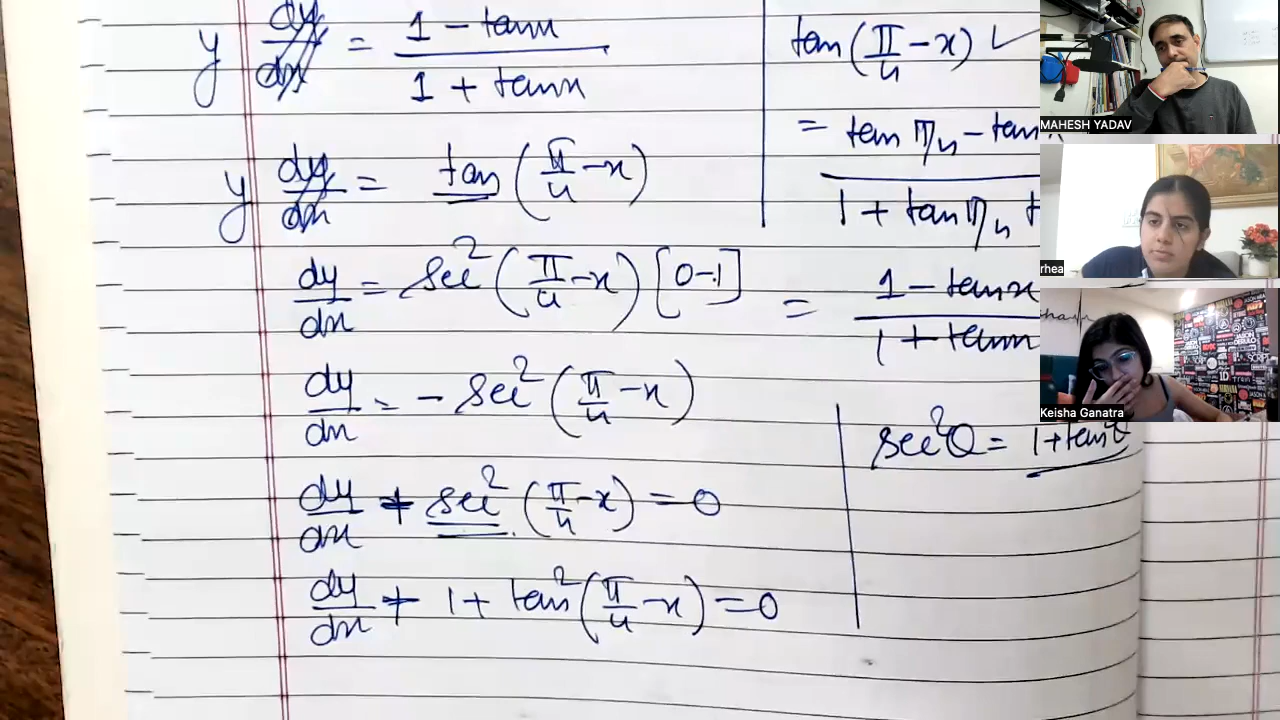 y dy/dx = 1 - tanx / 1 + tanx
y dy/dx = tan (π/4 - x)
dy/dx = sec² (π/4 - x) [0-1]
dy/dx = - sec² (π/4 - x)
dy/dx + sec² (π/4 - x) = 0
dy/dx + 1 + tan² (π/4 - x) = 0
tan (π/4 - x) ✓
= tan π/4 - tan / 1 + tan π/4
= 1 - tanx / 1 + tanx
sec²θ = 1 + tan²θ
MAHESH YADAV
rhea
Keisha Ganatra